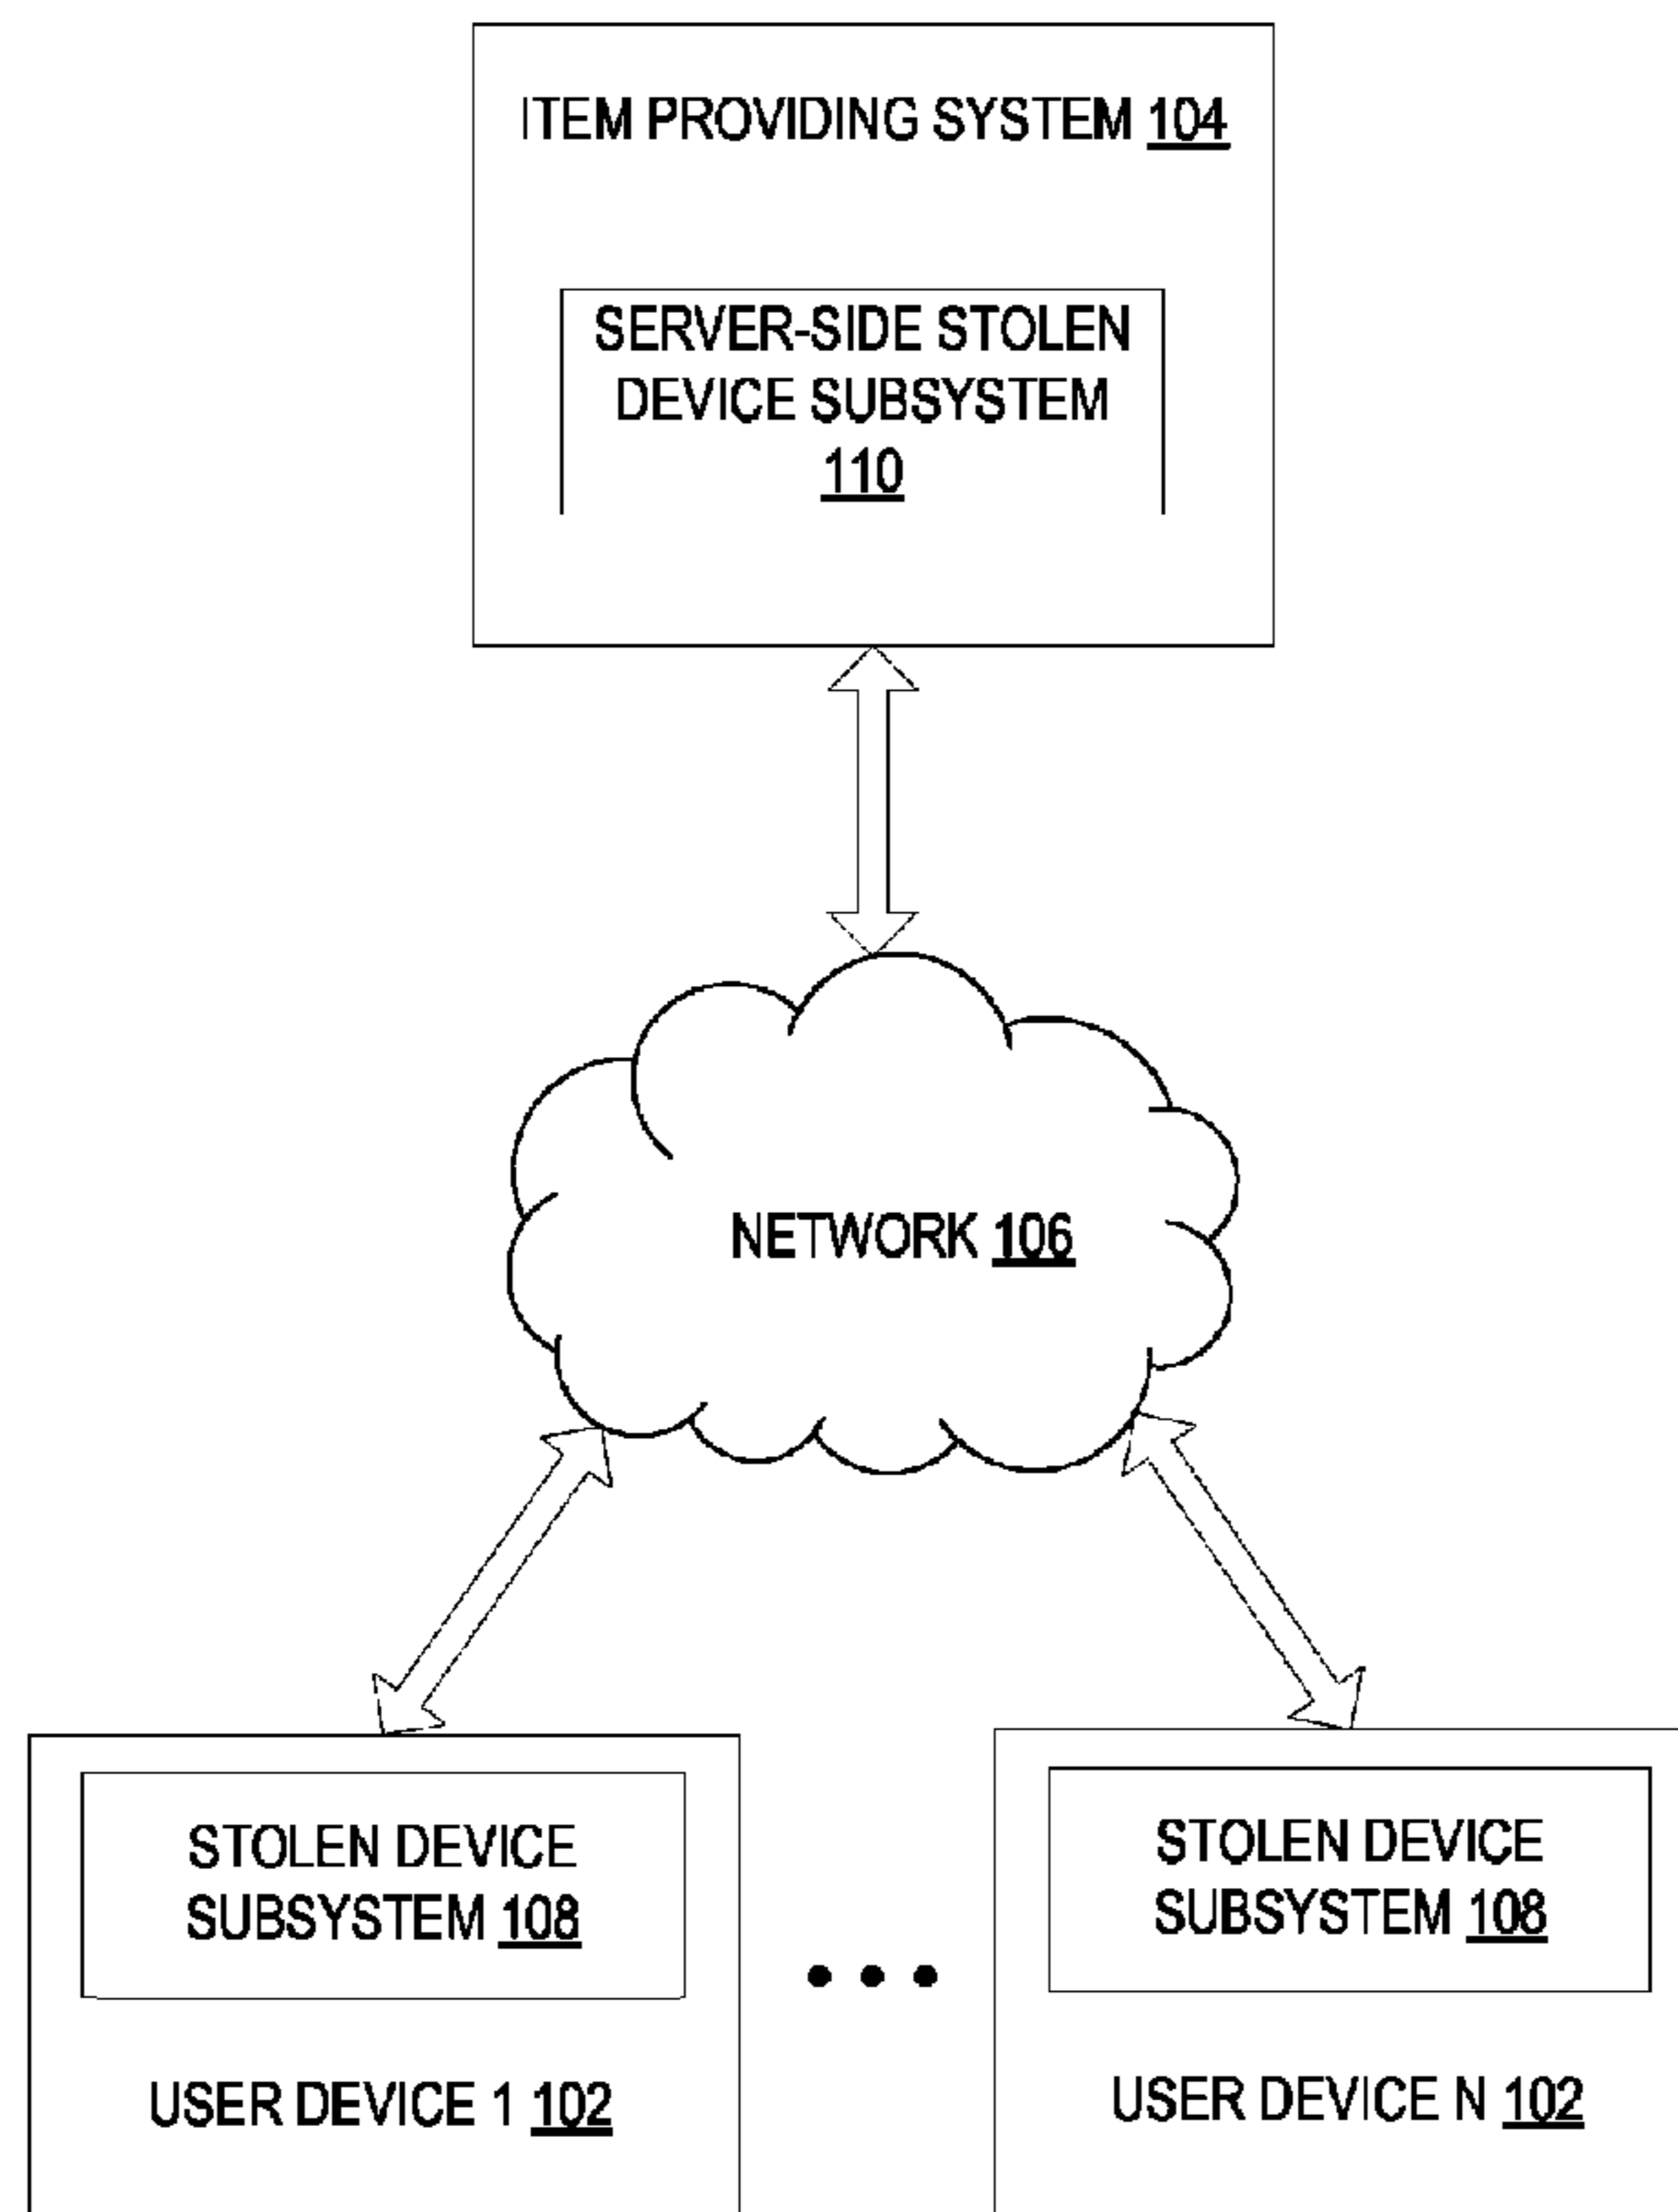 ITEM PROVIDING SYSTEM 104
SERVER-SIDE STOLEN
DEVICE SUBSYSTEM
110
NETWORK 106
STOLEN DEVICE
SUBSYSTEM 108
USER DEVICE 1 102
STOLEN DEVICE
SUBSYSTEM 108
USER DEVICE N 102